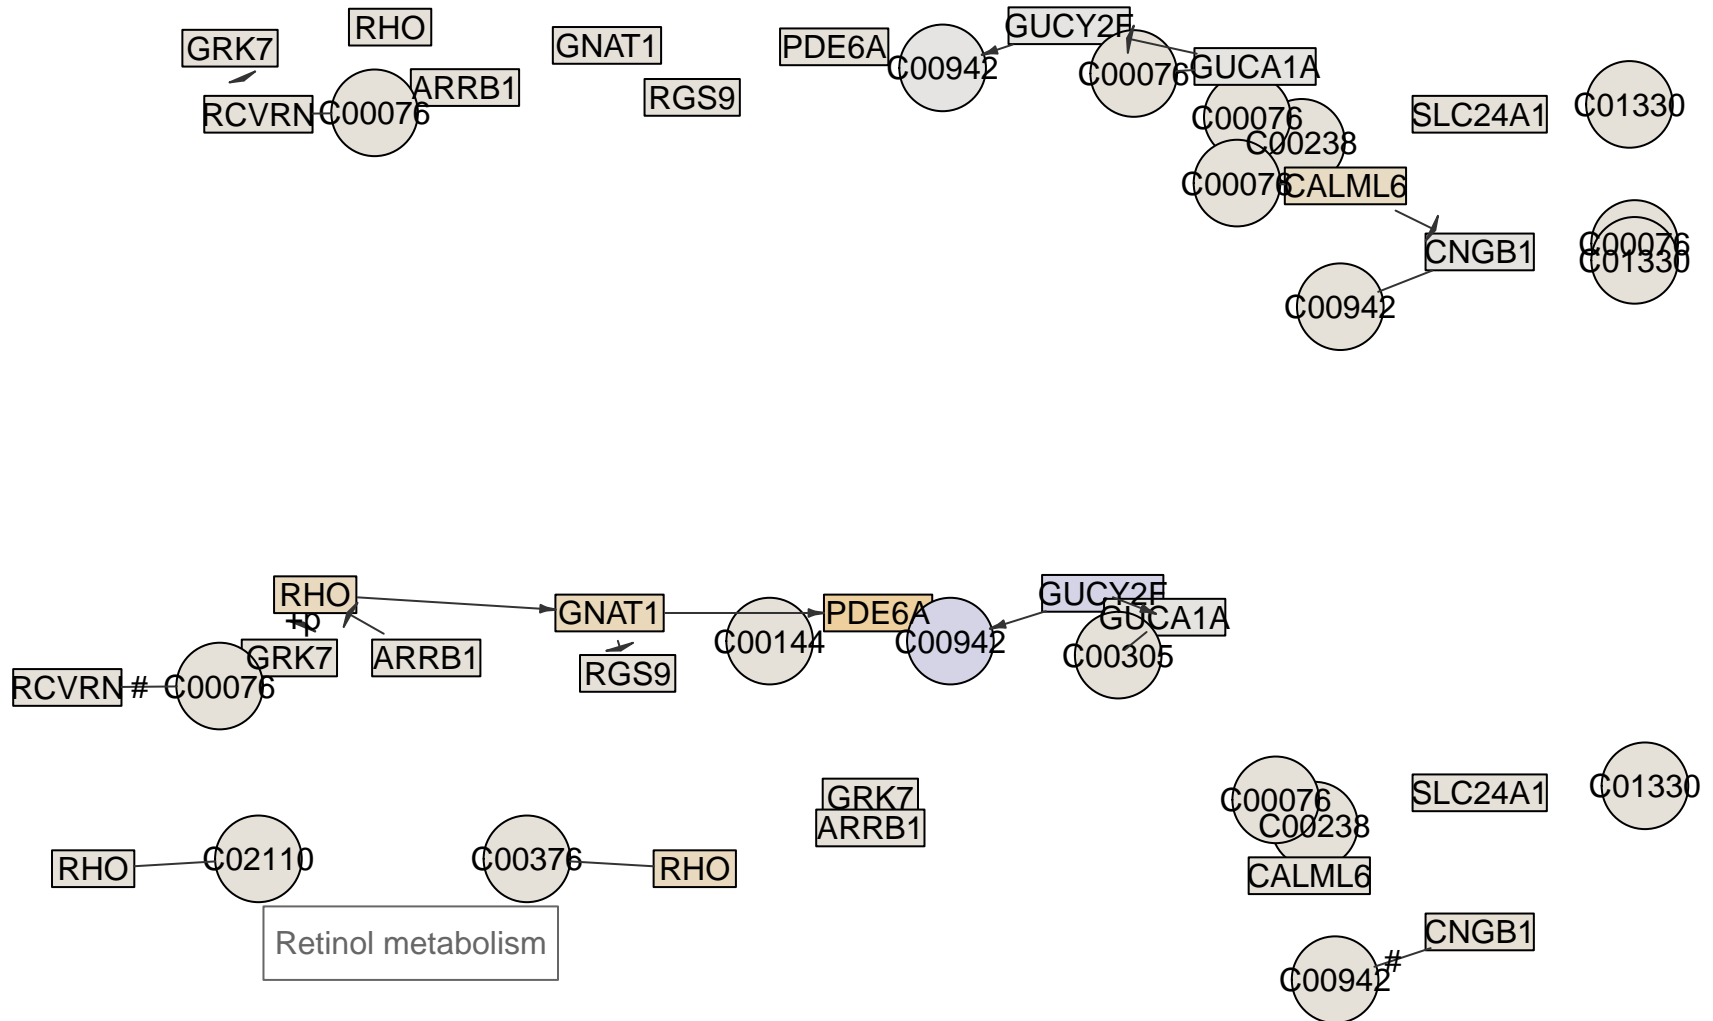 RHO
GRK7
GNAT1
PDE6A
GUCY2F
C00942
C00076
GUCA1A
ARRB1
RGS9
RCVRN
C00076
SLC24A1
C01330
C00076
C00238
C00076
CALML6
CNGB1
C00076
C01330
C00942
RHO
+p
GNAT1
PDE6A
GUCY2F
GUCA1A
C00144
C00942
C00305
GRK7
ARRB1
RGS9
RCVRN
#
C00076
GRK7
ARRB1
C00076
C00238
SLC24A1
C01330
RHO
C02110
C00376
RHO
CALML6
Retinol metabolism
CNGB1
#
C00942